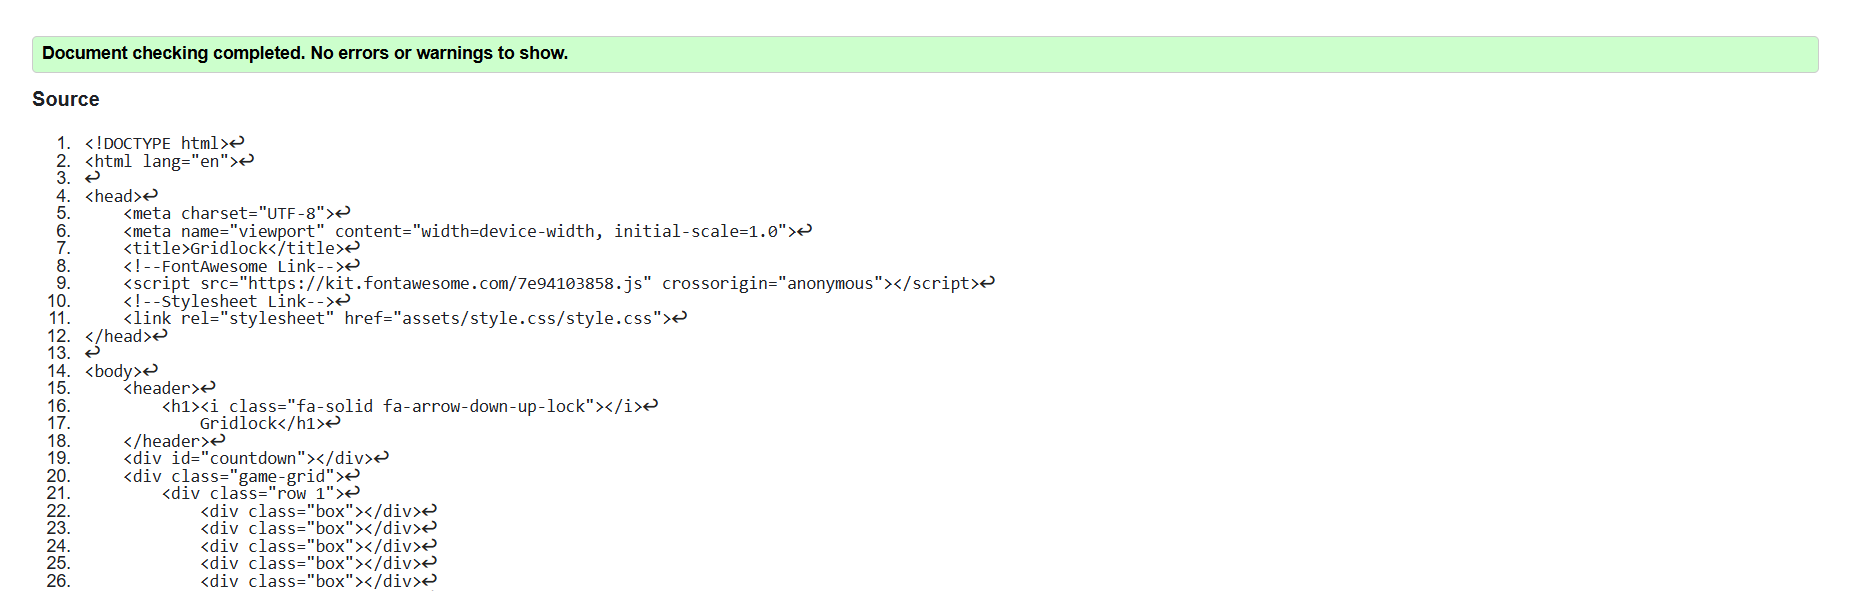 Document checking completed. No errors or warnings to show.
Source
1. <!DOCTYPE html>↩
2. <html lang="en">↩
3. ↩
4. <head>↩
5.     <meta charset="UTF-8">↩
6.     <meta name="viewport" content="width=device-width, initial-scale=1.0">↩
7.     <title>Gridlock</title>↩
8.     <!--FontAwesome Link-->↩
9.     <script src="https://kit.fontawesome.com/7e94103858.js" crossorigin="anonymous"></script>↩
10.     <!--Stylesheet Link-->↩
11.     <link rel="stylesheet" href="assets/style.css/style.css">↩
12. </head>↩
13. ↩
14. <body>↩
15.     <header>↩
16.         <h1><i class="fa-solid fa-arrow-down-up-lock"></i>↩
17.             Gridlock</h1>↩
18.     </header>↩
19.     <div id="countdown"></div>↩
20.     <div class="game-grid">↩
21.         <div class="row 1">↩
22.             <div class="box"></div>↩
23.             <div class="box"></div>↩
24.             <div class="box"></div>↩
25.             <div class="box"></div>↩
26.             <div class="box"></div>↩